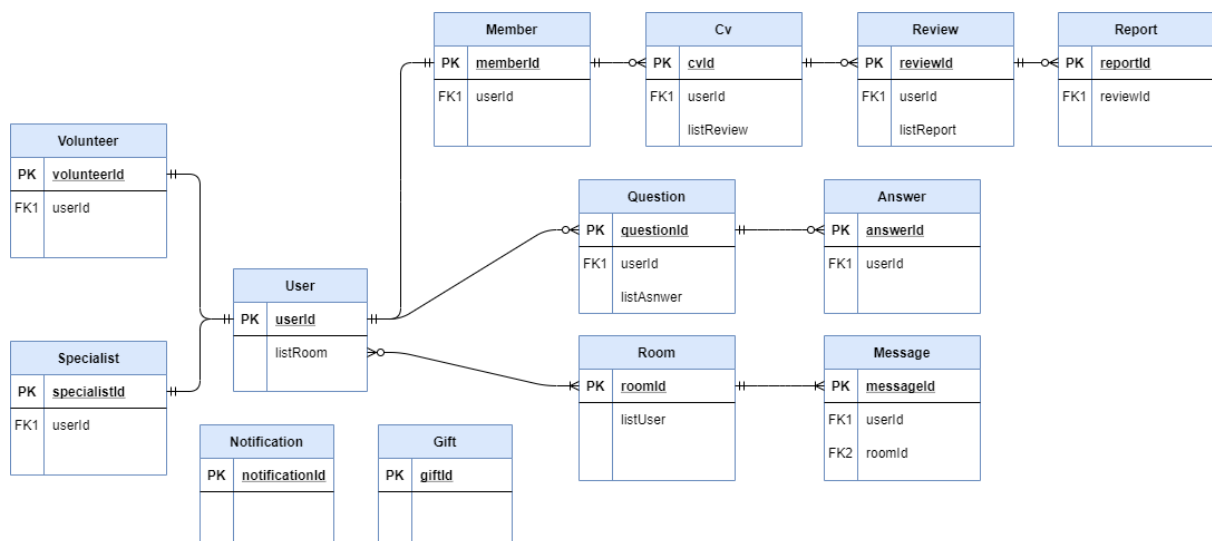 Member
PK memberId
FK1 userId
Cv
PK cvId
FK1 userId
listReview
Review
PK reviewId
FK1 userId
listReport
Report
PK reportId
FK1 reviewId
Volunteer
PK volunteerId
FK1 userId
Question
PK questionId
FK1 userId
listAsnwer
Answer
PK answerId
FK1 userId
User
PK userId
listRoom
Specialist
PK specialistId
FK1 userId
Room
PK roomId
listUser
Message
PK messageId
FK1 userId
FK2 roomId
Notification
PK notificationId
Gift
PK giftId